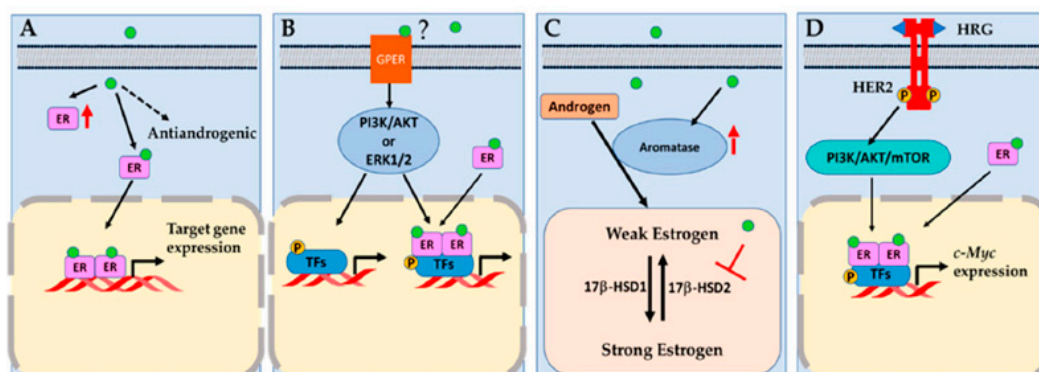 A
ER
Antiandrogenic
ER
Target gene
expression
ER
ER
B
?
GPER
PI3K/AKT
or
ERK1/2
ER
P
TFs
ER
ER
P
TFs
C
Androgen
Aromatase
Weak Estrogen
17β-HSD1
17β-HSD2
Strong Estrogen
D
HRG
HER2
P
P
PI3K/AKT/mTOR
ER
ER
ER
P
TFs
c-Myc
expression